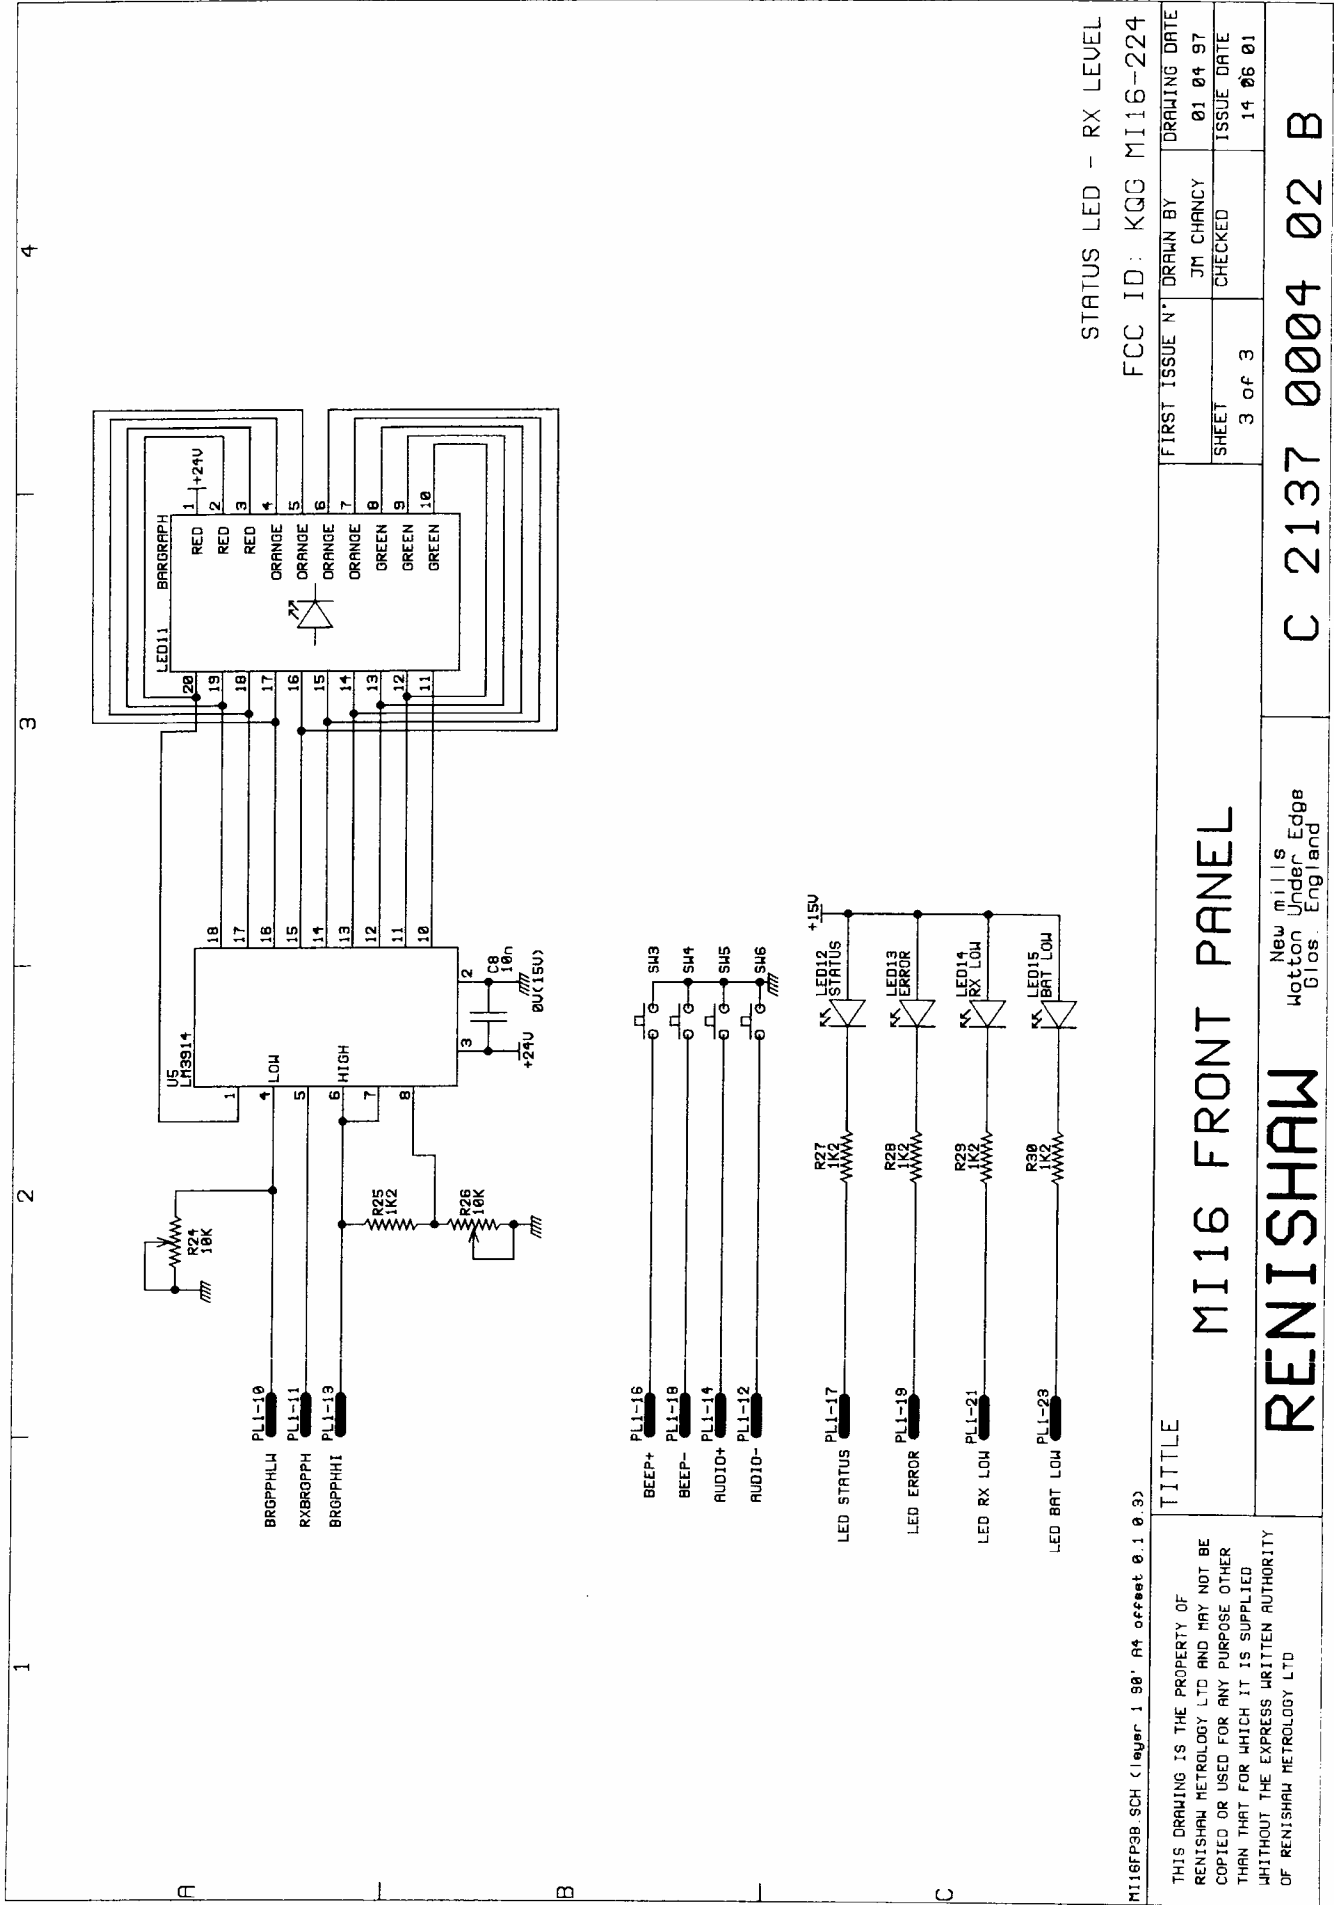 1
2
3
4
A
B
C
U5
LM3914
LOW
HIGH
1
4
5
6
7
8
18
17
16
15
14
13
12
11
10
3
2
C8
10n
+24V
0V(15V)
LED11 BARGRAPH
20
19
18
17
16
15
14
13
12
11
RED 1
RED 2
RED 3
ORANGE 4
ORANGE 5
ORANGE 6
ORANGE 7
GREEN 8
GREEN 9
GREEN 10
+24V
R24
10K
R25
1K2
R26
10K
BRGPPHLW PL1-10
RXBRGPPH PL1-11
BRGPPHHI PL1-13
BEEP+ PL1-16 SW3
BEEP- PL1-18 SW4
AUDIO+ PL1-14 SW5
AUDIO- PL1-12 SW6
+15V
LED STATUS PL1-17
R27
1K2
LED12
STATUS
LED ERROR PL1-19
R28
1K2
LED13
ERROR
LED RX LOW PL1-21
R29
1K2
LED14
RX LOW
LED BAT LOW PL1-23
R30
1K2
LED15
BAT LOW
STATUS LED - RX LEVEL
FCC ID: KQG MI16-224
MI16FP3B.SCH (layer 1 90' A4 offset 0.1 0.3)
THIS DRAWING IS THE PROPERTY OF
RENISHAW METROLOGY LTD AND MAY NOT BE
COPIED OR USED FOR ANY PURPOSE OTHER
THAN THAT FOR WHICH IT IS SUPPLIED
WHITHOUT THE EXPRESS WRITTEN AUTHORITY
OF RENISHAW METROLOGY LTD
TITTLE
MI16 FRONT PANEL
RENISHAW
New mills
Wotton Under Edge
Glos. England
FIRST ISSUE N°
DRAWN BY
JM CHANCY
DRAWING DATE
01 04 97
SHEET
3 of 3
CHECKED
ISSUE DATE
14 06 01
C 2137 0004 02 B